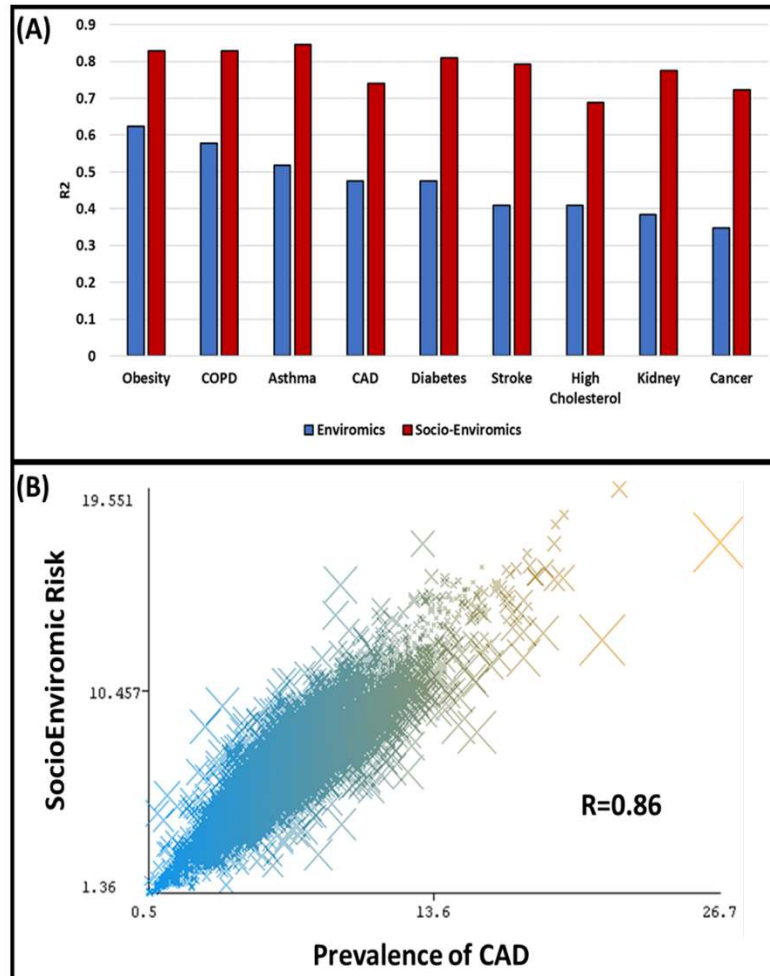 (A)
0.9
0.8
0.7
0.6
0.5
0.4
0.3
0.2
0.1
0
R2
Obesity COPD Asthma CAD Diabetes Stroke High Cholesterol Kidney Cancer
Enviromics Socio-Enviromics
(B)
19.551
10.457
1.36
SocioEnviromic Risk
R=0.86
0.5 13.6 26.7
Prevalence of CAD